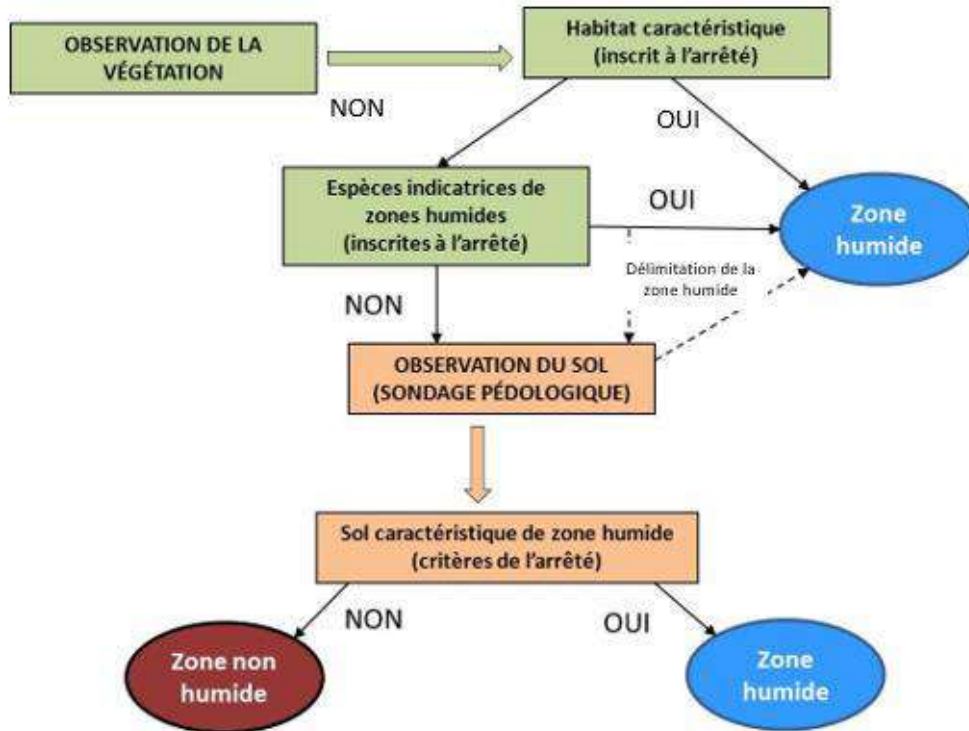 OBSERVATION DE LA
VÉGÉTATION
Habitat caractéristique
(inscrit à l'arrêté)
NON
OUI
Espèces indicatrices de
zones humides
(inscrites à l'arrêté)
OUI
Zone
humide
Délimitation de la
zone humide
NON
OBSERVATION DU SOL
(SONDAGE PÉDOLOGIQUE)
Sol caractéristique de zone humide
(critères de l'arrêté)
NON
OUI
Zone non
humide
Zone
humide